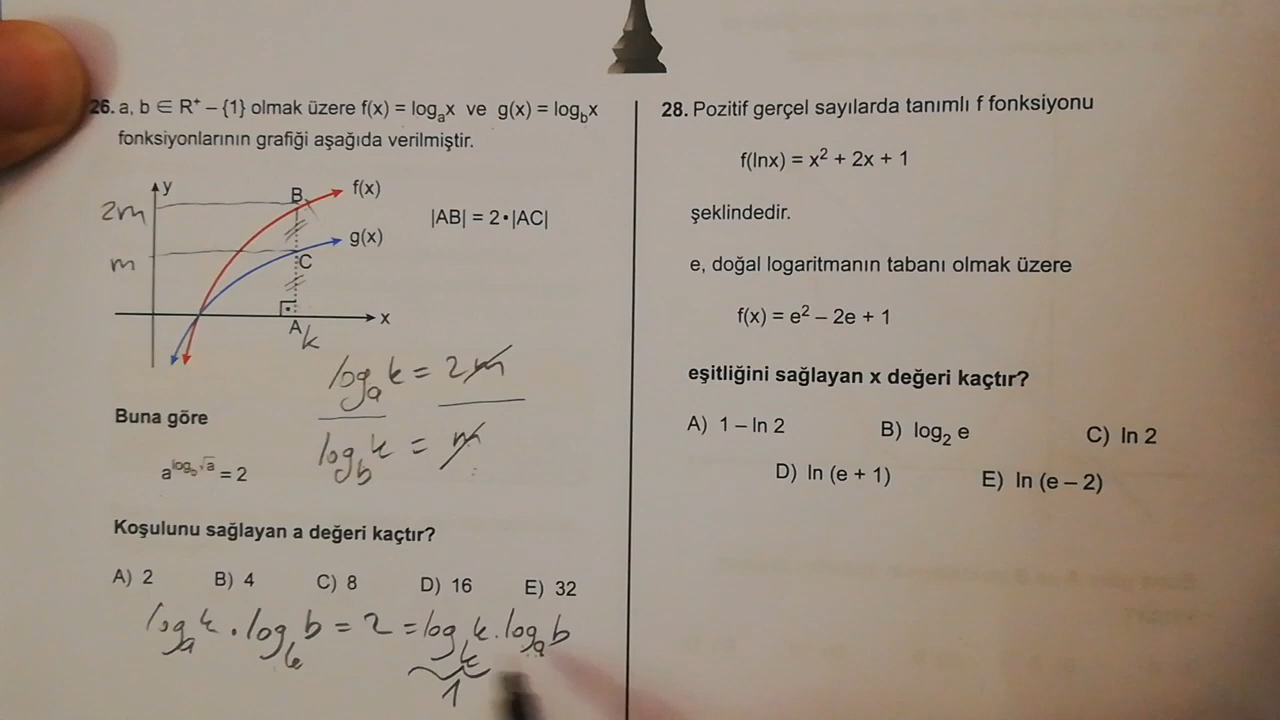 26. a, b ∈ R⁺ – {1} olmak üzere f(x) = logₐx ve g(x) = log_b x
fonksiyonlarının grafiği aşağıda verilmiştir.
y
B
f(x)
2m
|AB| = 2•|AC|
g(x)
m
C
x
A
k
logₐk = 2m
log_b k = m
Buna göre
a^(log_b √a) = 2
Koşulunu sağlayan a değeri kaçtır?
A) 2 B) 4 C) 8 D) 16 E) 32
logₐk . log_k b = 2 = log_k k . logₐb
1
28. Pozitif gerçel sayılarda tanımlı f fonksiyonu
f(lnx) = x² + 2x + 1
şeklindedir.
e, doğal logaritmanın tabanı olmak üzere
f(x) = e² – 2e + 1
eşitliğini sağlayan x değeri kaçtır?
A) 1 – ln 2 B) log₂ e C) ln 2
D) ln (e + 1) E) ln (e – 2)